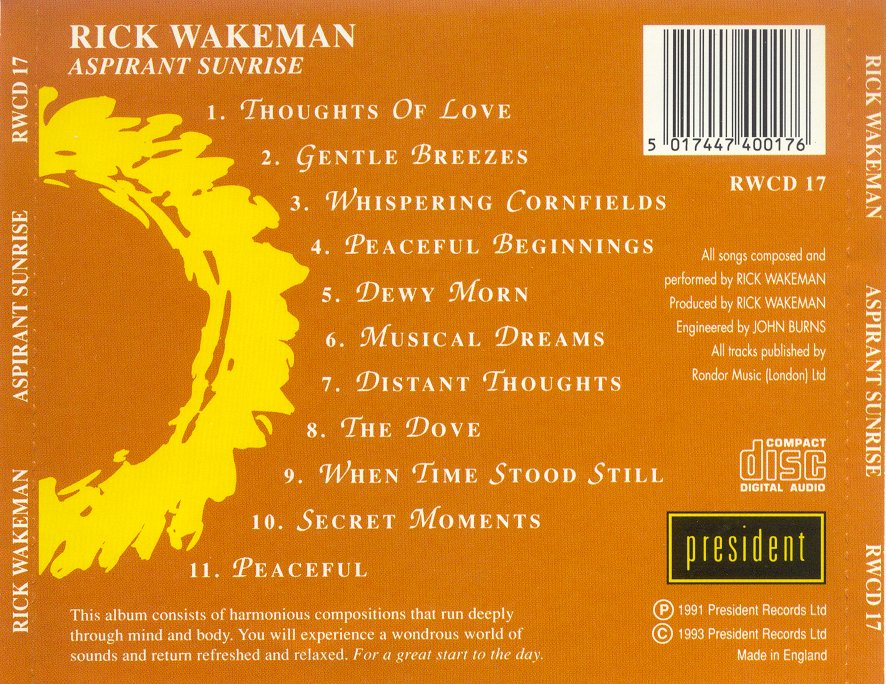 RICK WAKEMAN
ASPIRANT SUNRISE
1. THOUGHTS OF LOVE
2. GENTLE BREEZES
3. WHISPERING CORNFIELDS
4. PEACEFUL BEGINNINGS
5. DEWY MORN
6. MUSICAL DREAMS
7. DISTANT THOUGHTS
8. THE DOVE
9. WHEN TIME STOOD STILL
10. SECRET MOMENTS
11. PEACEFUL
This album consists of harmonious compositions that run deeply
through mind and body. You will experience a wondrous world of
sounds and return refreshed and relaxed. For a great start to the day.
5 017447 400176
RWCD 17
All songs composed and
performed by RICK WAKEMAN
Produced by RICK WAKEMAN
Engineered by JOHN BURNS
All tracks published by
Rondor Music (London) Ltd
COMPACT
disc
DIGITAL AUDIO
president
Ⓟ 1991 President Records Ltd
© 1993 President Records Ltd
Made in England
RICK WAKEMAN ASPIRANT SUNRISE RWCD 17
RICK WAKEMAN ASPIRANT SUNRISE RWCD 17